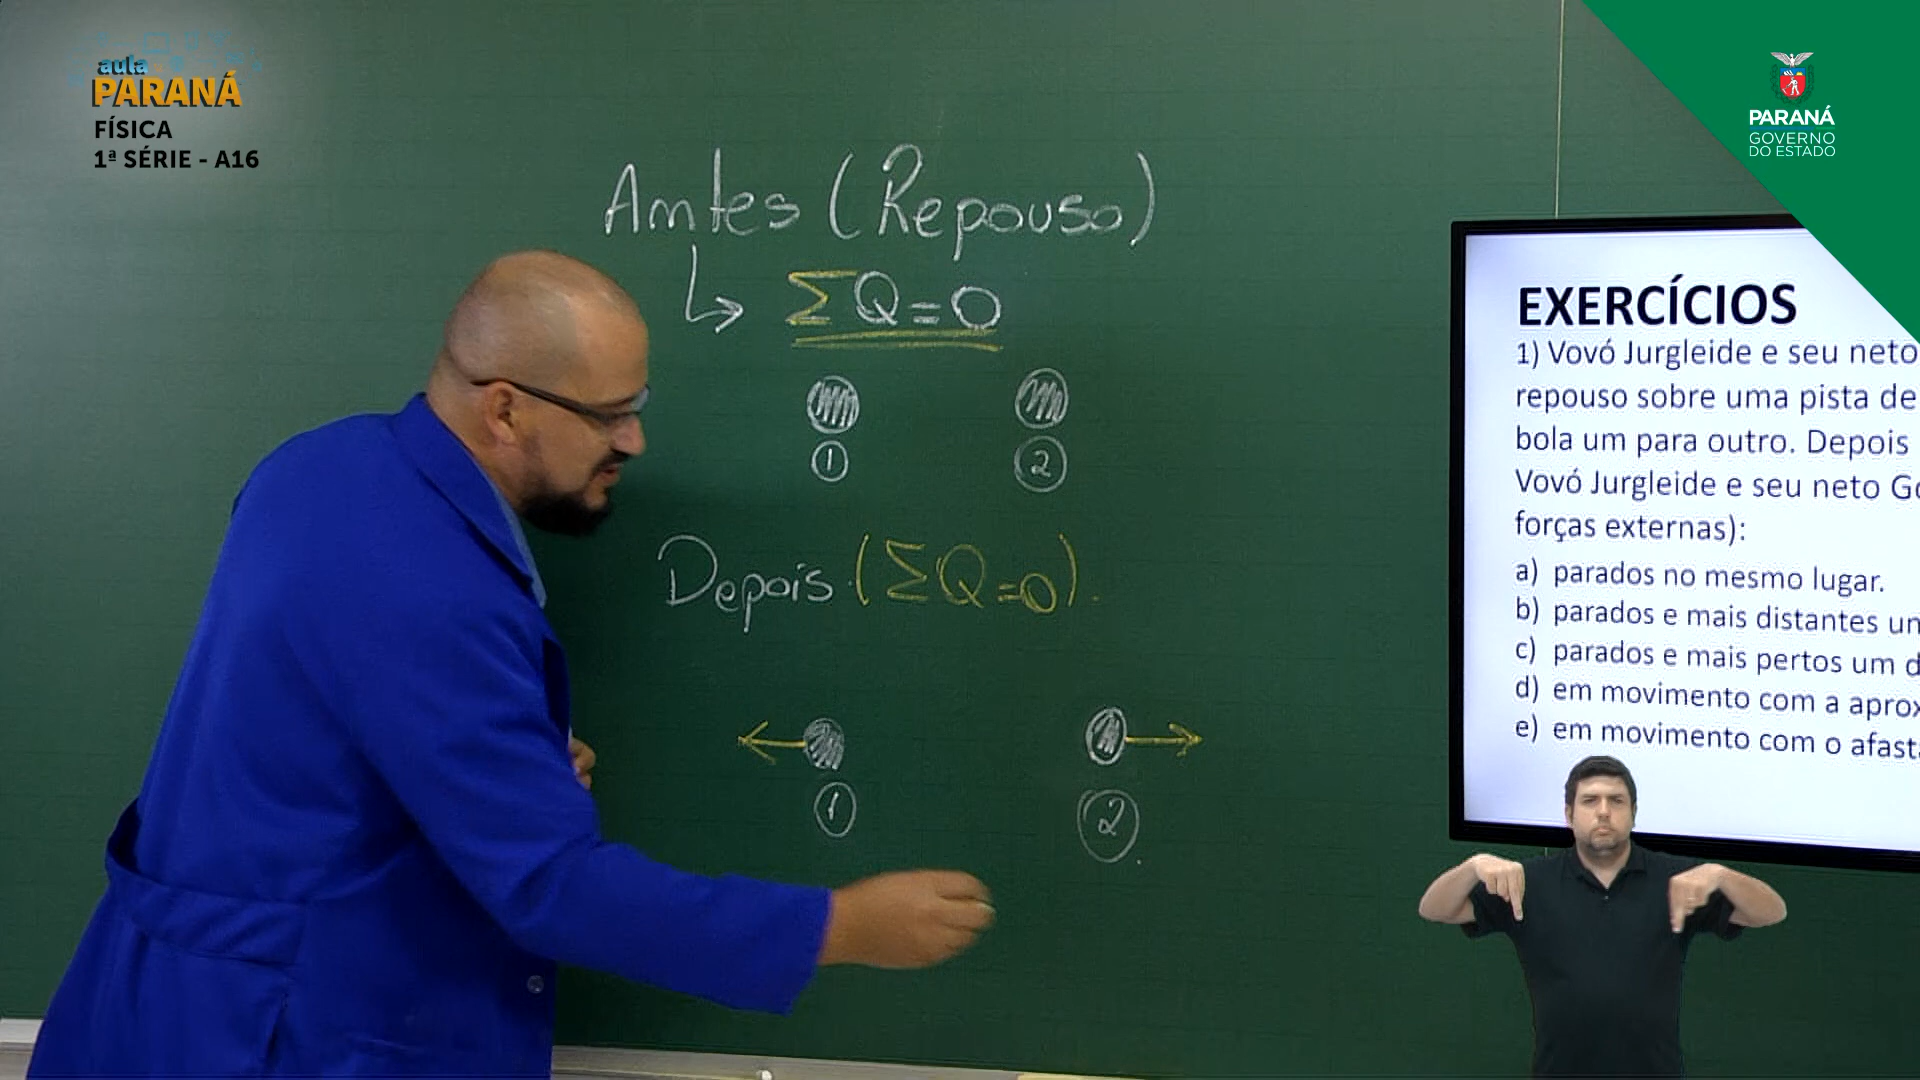 aula
PARANÁ
FÍSICA
1ª SÉRIE - A16
PARANÁ
GOVERNO
DO ESTADO
Antes (Repouso)
ΣQ=0
1 2
Depois (ΣQ=0).
1 2
EXERCÍCIOS
1) Vovó Jurgleide e seu neto
repouso sobre uma pista de
bola um para outro. Depois
Vovó Jurgleide e seu neto
forças externas):
a) parados no mesmo lugar.
b) parados e mais distantes
c) parados e mais pertos um
d) em movimento com a
e) em movimento com o